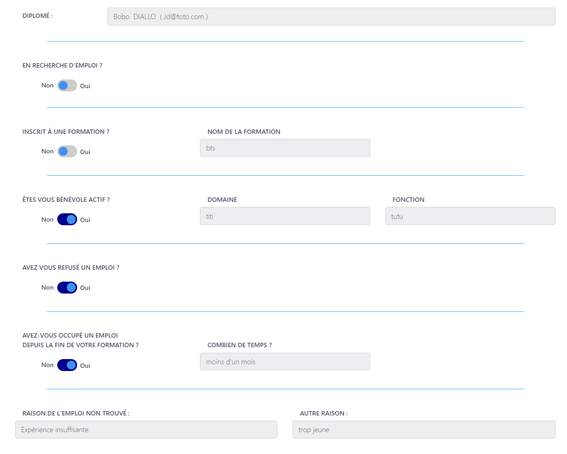 DIPLOMÉ :
Bobo DIALLO ( .ld@toto.com )
EN RECHERCHE D'EMPLOI ?
Non Oui
INSCRIT À UNE FORMATION ?
NOM DE LA FORMATION
Non Oui
bts
ÊTES VOUS BÉNÉVOLE ACTIF ?
DOMAINE
FONCTION
Non Oui
titi
tutu
AVEZ VOUS REFUSÉ UN EMPLOI ?
Non Oui
AVEZ-VOUS OCCUPÉ UN EMPLOI
DEPUIS LA FIN DE VOTRE FORMATION ?
COMBIEN DE TEMPS ?
Non Oui
moins d'un mois
RAISON DE L'EMPLOI NON TROUVÉ :
AUTRE RAISON :
Expérience insuffisante
trop jeune